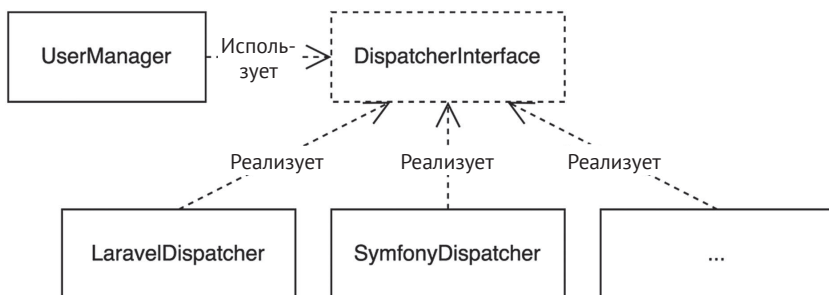 UserManager
Исполь-
зует
DispatcherInterface
Реализует
Реализует
Реализует
LaravelDispatcher
SymfonyDispatcher
...